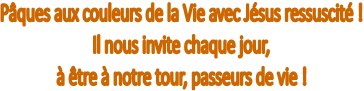 Pâques aux couleurs de la Vie avec Jésus ressuscité !
Il nous invite chaque jour,
à être à notre tour, passeurs de vie !